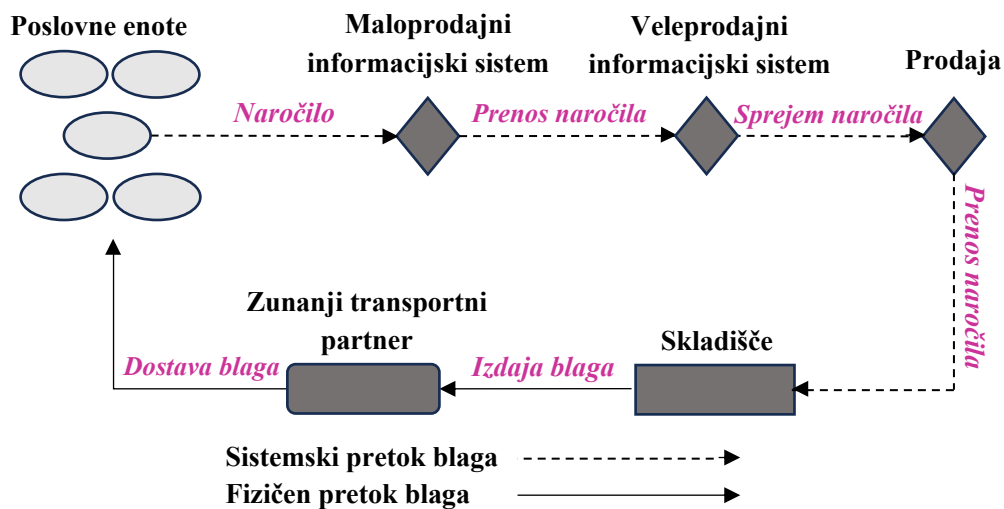 Poslovne enote
Maloprodajni
informacijski sistem
Veleprodajni
informacijski sistem
Prodaja
Naročilo
Prenos naročila
Sprejem naročila
Prenos naročila
Zunanji transportni
partner
Skladišče
Dostava blaga
Izdaja blaga
Sistemski pretok blaga
Fizičen pretok blaga